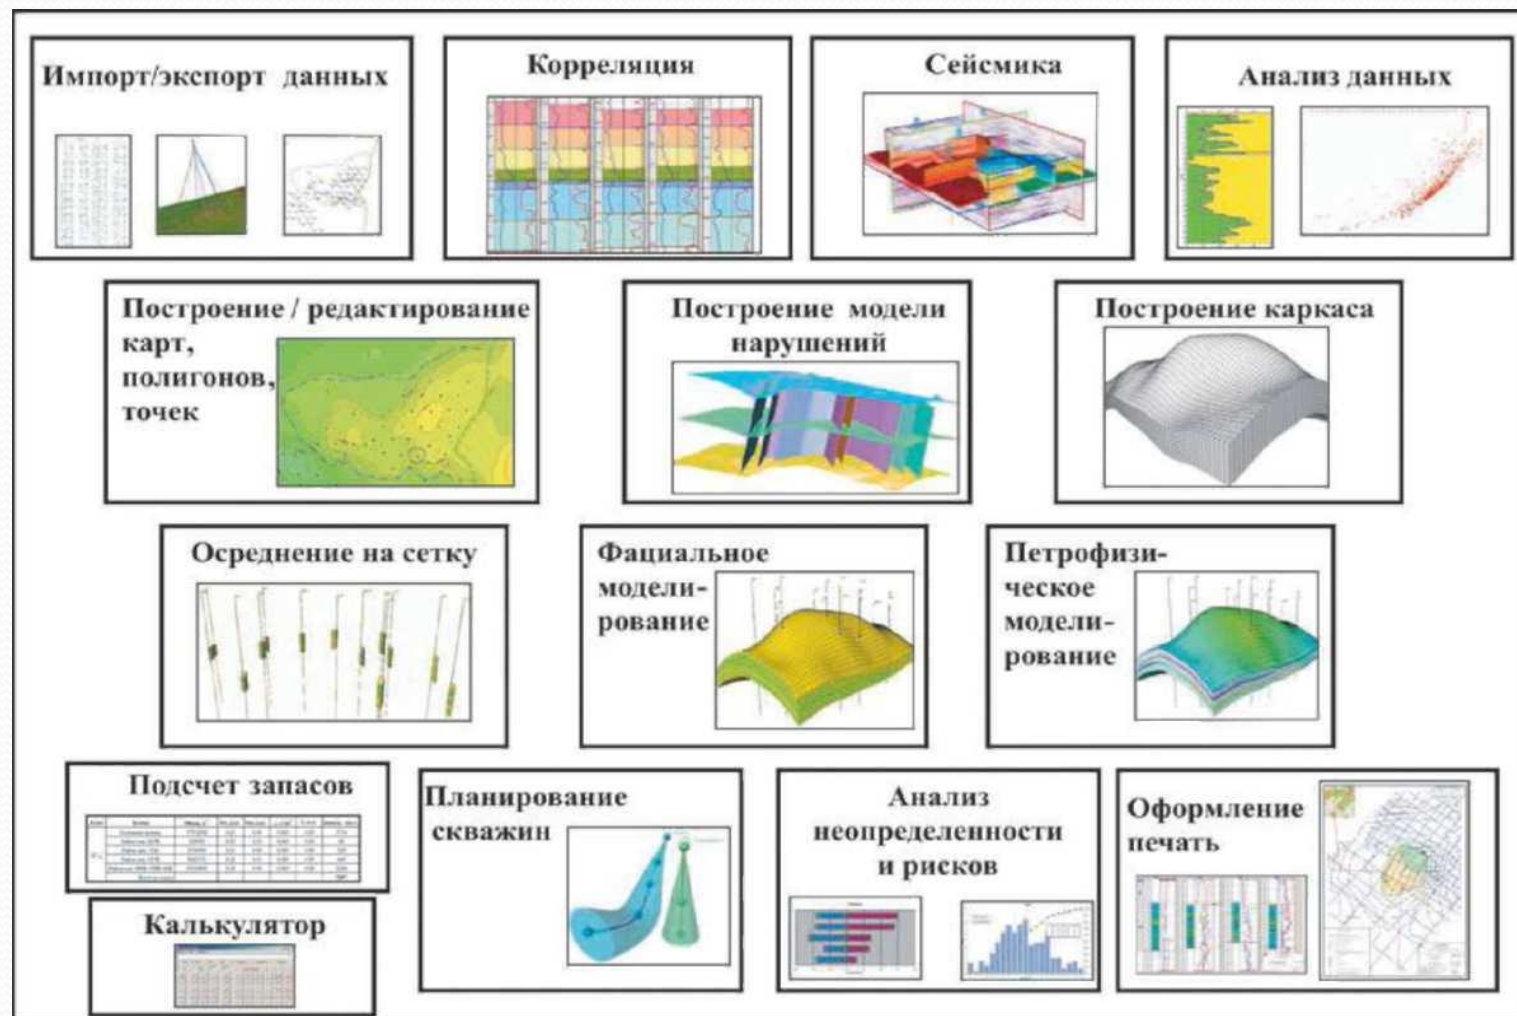 Импорт/экспорт данных
Корреляция
Сейсмика
Анализ данных
Построение / редактирование
карт,
полигонов,
точек
Построение модели
нарушений
Построение каркаса
Осреднение на сетку
Фациальное
модели-
рование
Петрофизи-
ческое
модели-
рование
Подсчет запасов
Калькулятор
Планирование
скважин
Анализ
неопределенности
и рисков
Оформление
печать